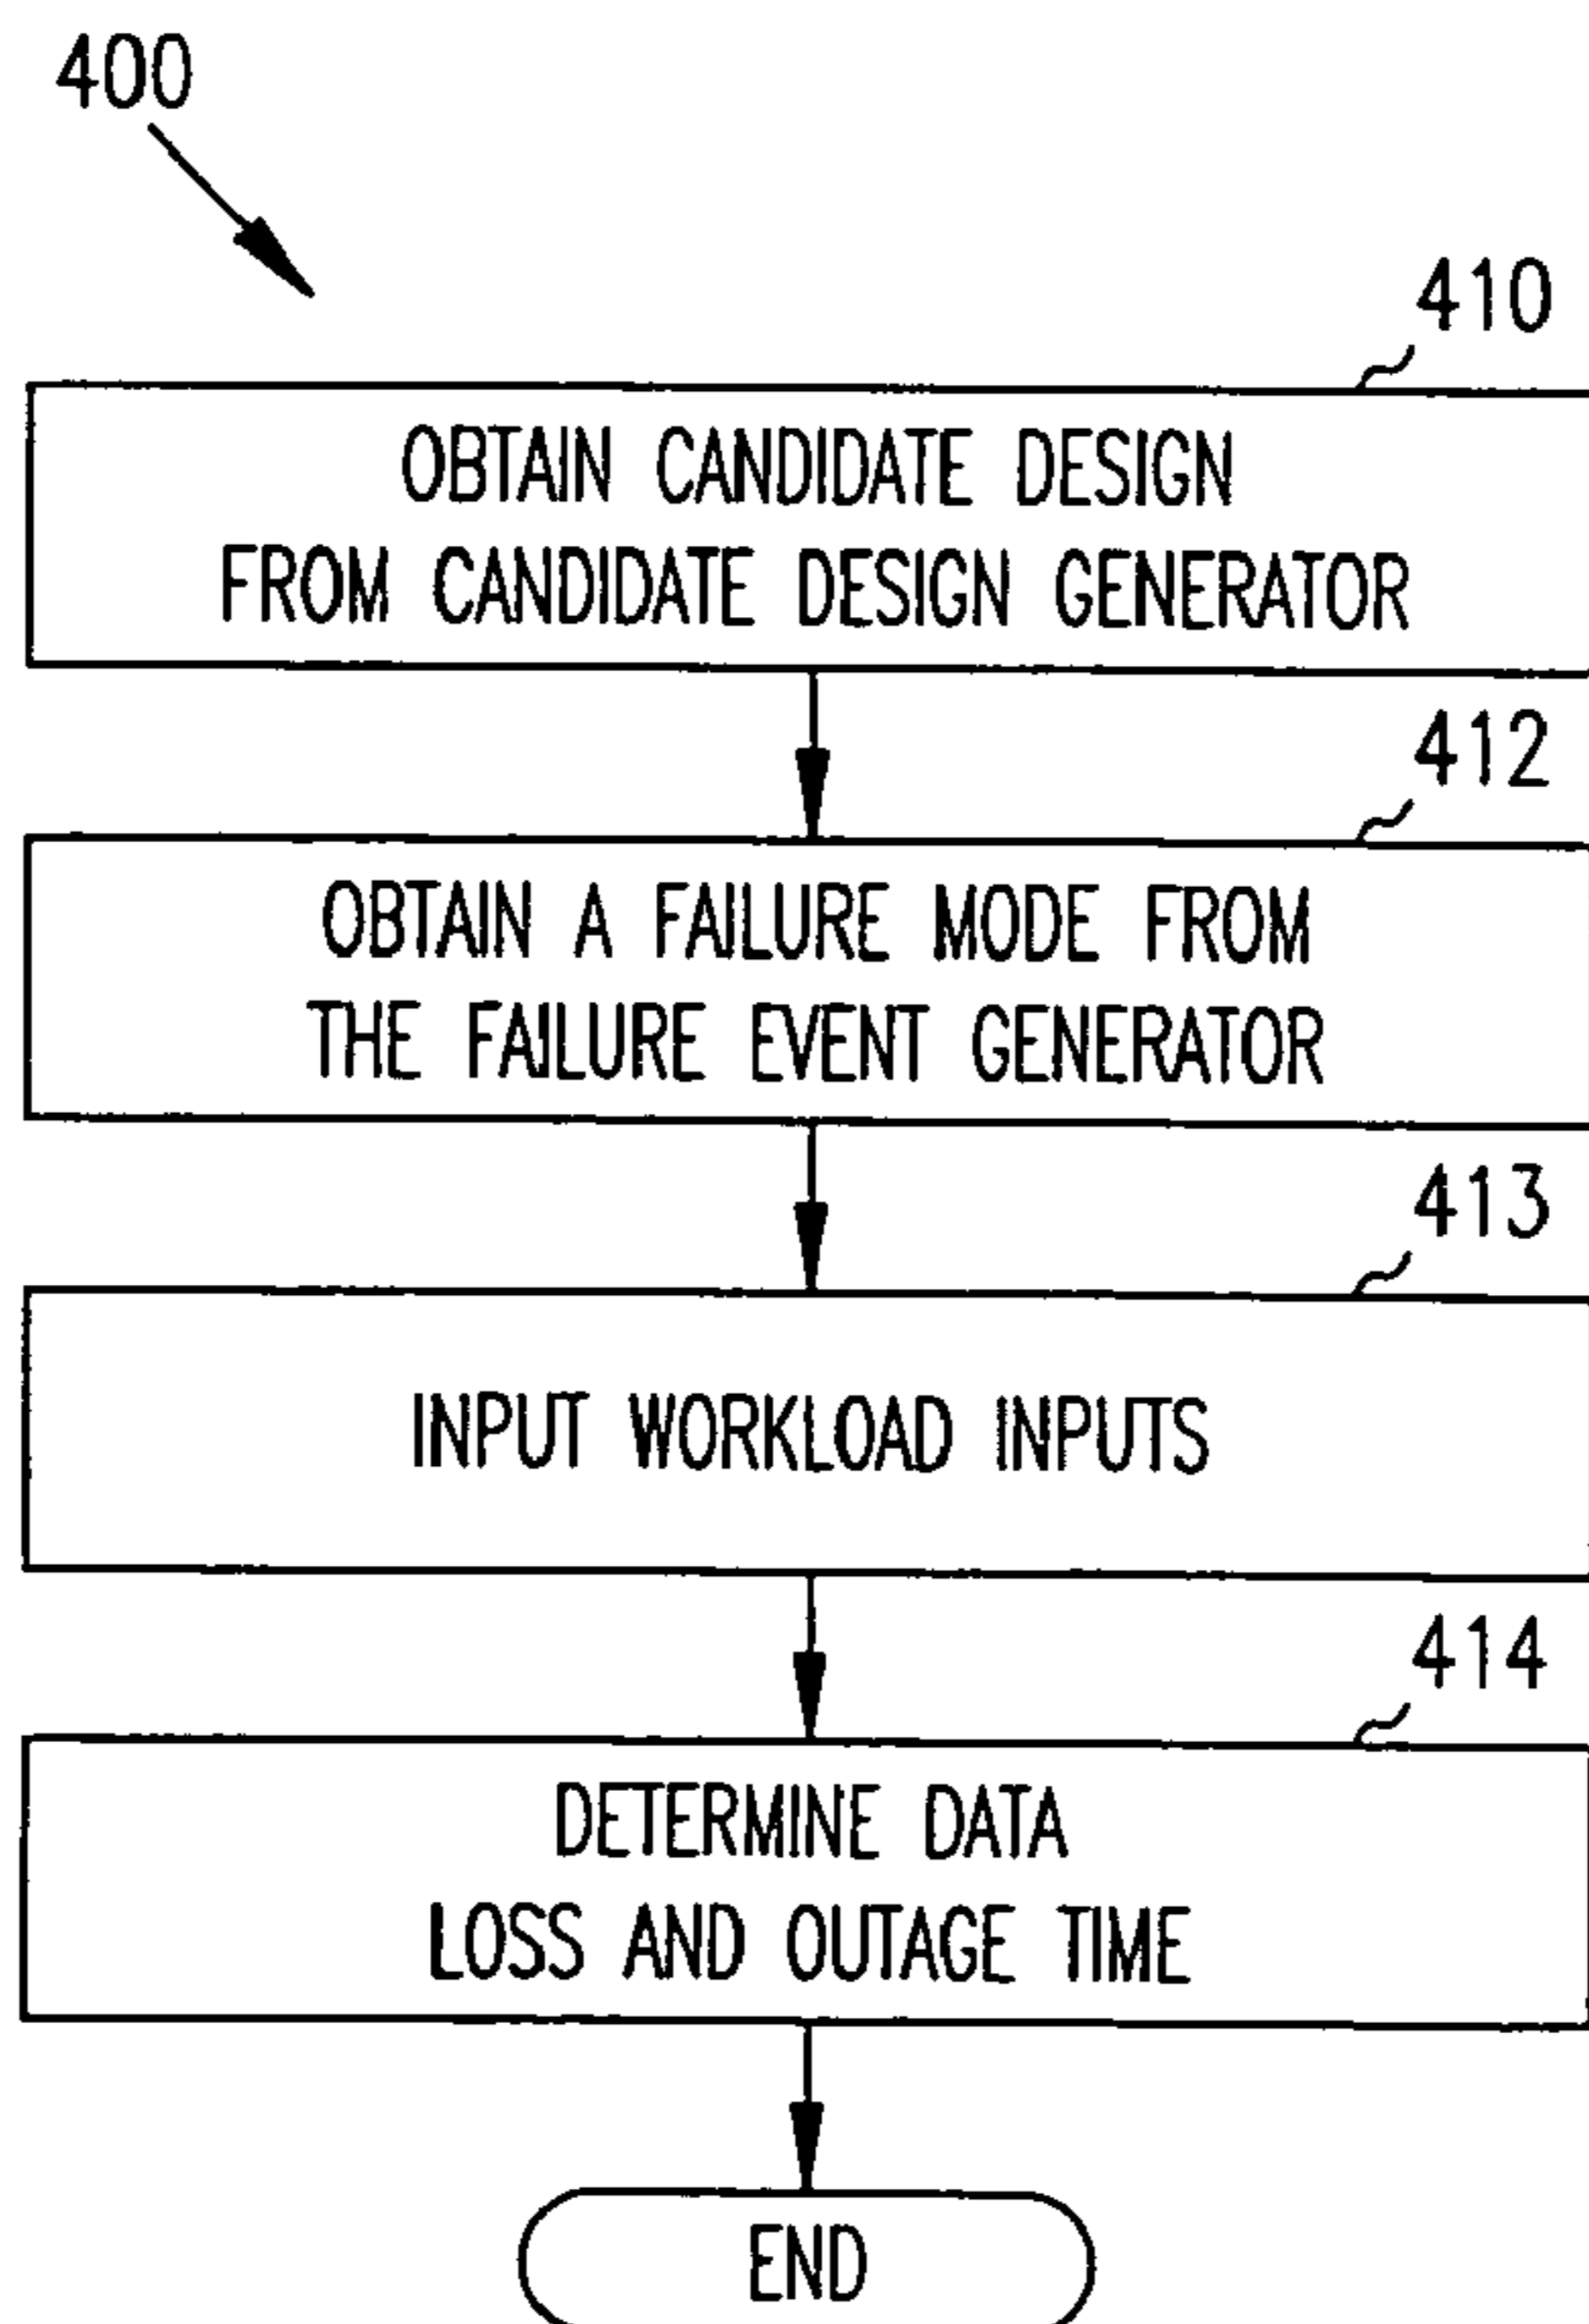 400
410
OBTAIN CANDIDATE DESIGN
FROM CANDIDATE DESIGN GENERATOR
412
OBTAIN A FAILURE MODE FROM
THE FAILURE EVENT GENERATOR
413
INPUT WORKLOAD INPUTS
414
DETERMINE DATA
LOSS AND OUTAGE TIME
END